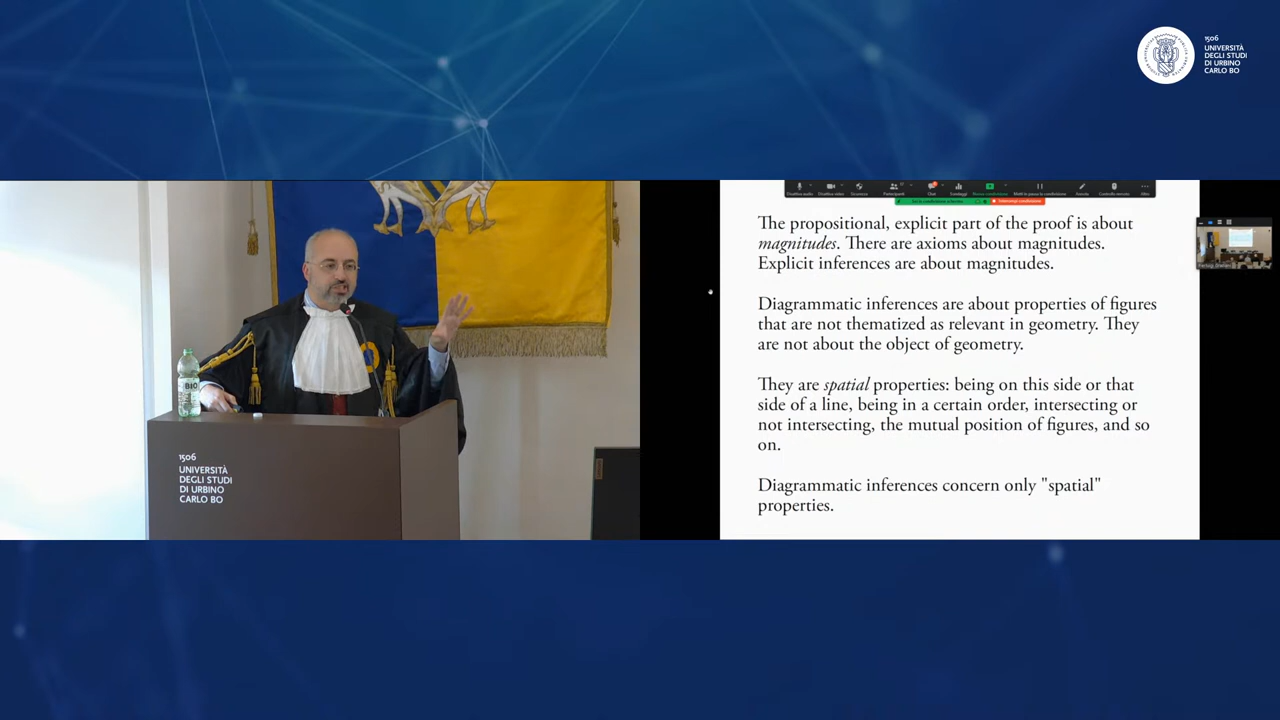 1506
UNIVERSITÀ
DEGLI STUDI
DI URBINO
CARLO BO
The propositional, explicit part of the proof is about
magnitudes. There are axioms about magnitudes.
Explicit inferences are about magnitudes.
Diagrammatic inferences are about properties of figures
that are not thematized as relevant in geometry. They
are not about the object of geometry.
They are spatial properties: being on this side or that
side of a line, being in a certain order, intersecting or
not intersecting, the mutual position of figures, and so
on.
Diagrammatic inferences concern only "spatial"
properties.
BIO
1506
UNIVERSITÀ
DEGLI STUDI
DI URBINO
CARLO BO